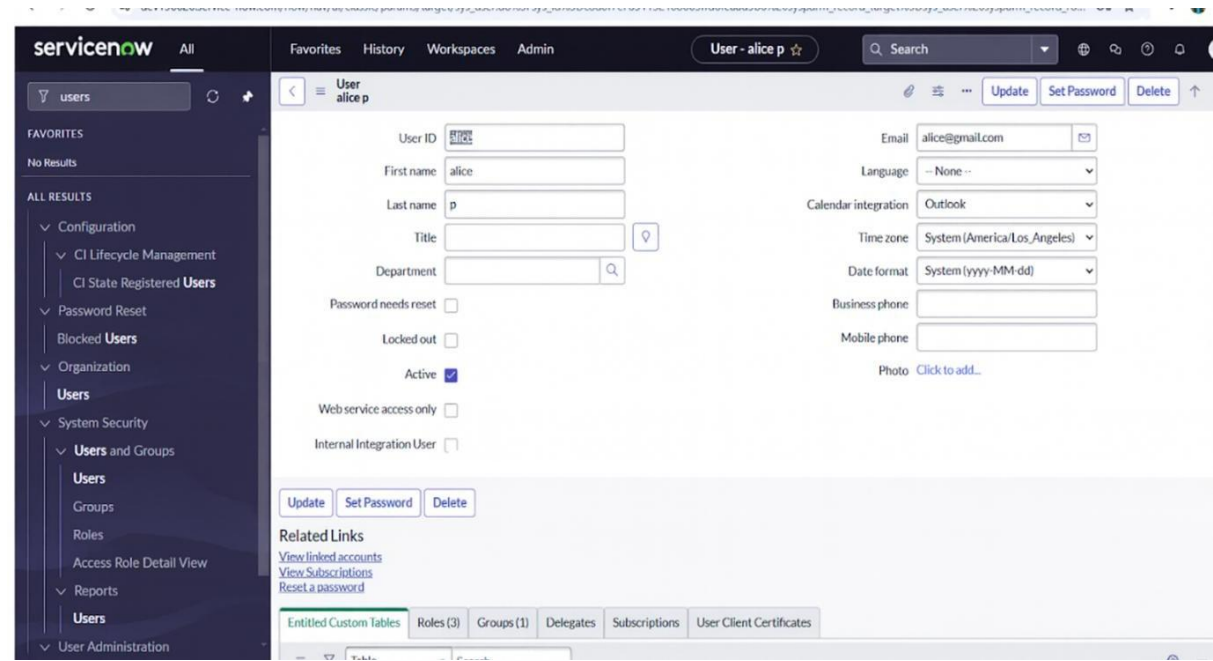 servicenow All Favorites History Workspaces Admin User - alice p Search
users
FAVORITES
No Results
ALL RESULTS
Configuration
CI Lifecycle Management
CI State Registered Users
Password Reset
Blocked Users
Organization
Users
System Security
Users and Groups
Users
Groups
Roles
Access Role Detail View
Reports
Users
User Administration
User
alice p
Update Set Password Delete
User ID
First name alice
Last name p
Title
Department
Password needs reset
Locked out
Active
Web service access only
Internal Integration User
Email alice@gmail.com
Language -- None --
Calendar integration Outlook
Time zone System (America/Los_Angeles)
Date format System (yyyy-MM-dd)
Business phone
Mobile phone
Photo Click to add...
Update Set Password Delete
Related Links
View linked accounts
View Subscriptions
Reset a password
Entitled Custom Tables Roles (3) Groups (1) Delegates Subscriptions User Client Certificates
Table Search